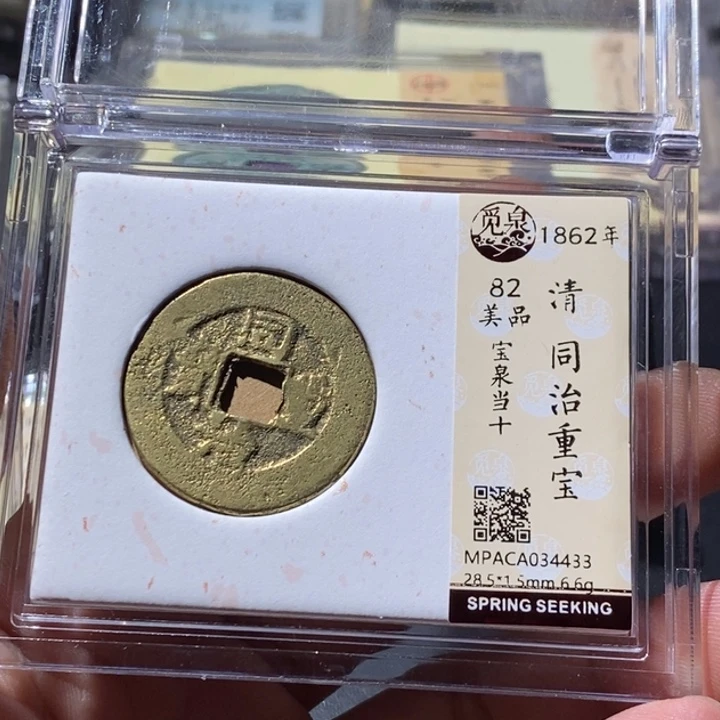 觅泉
1862年
82
美品
宝泉当十
清 同治重宝
MPACA034433
28.5*1.5mm,6.6g
SPRING SEEKING
同